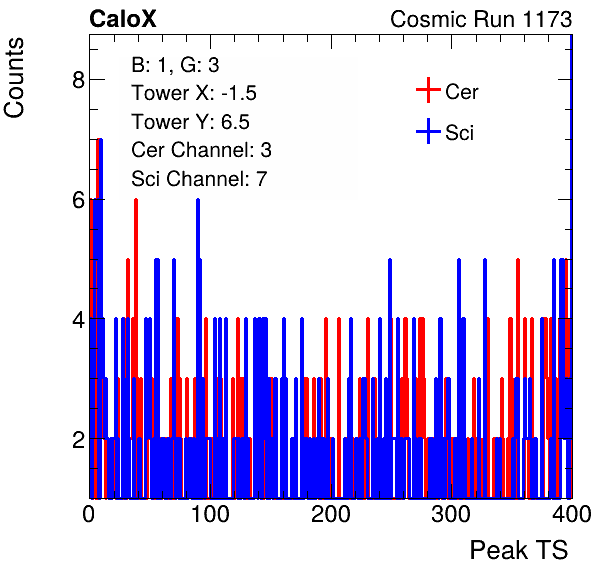 CaloX
Cosmic Run 1173
Counts
B: 1, G: 3
Tower X: -1.5
Tower Y: 6.5
Cer Channel: 3
Sci Channel: 7
Cer
Sci
8
6
4
2
0
100
200
300
400
Peak TS